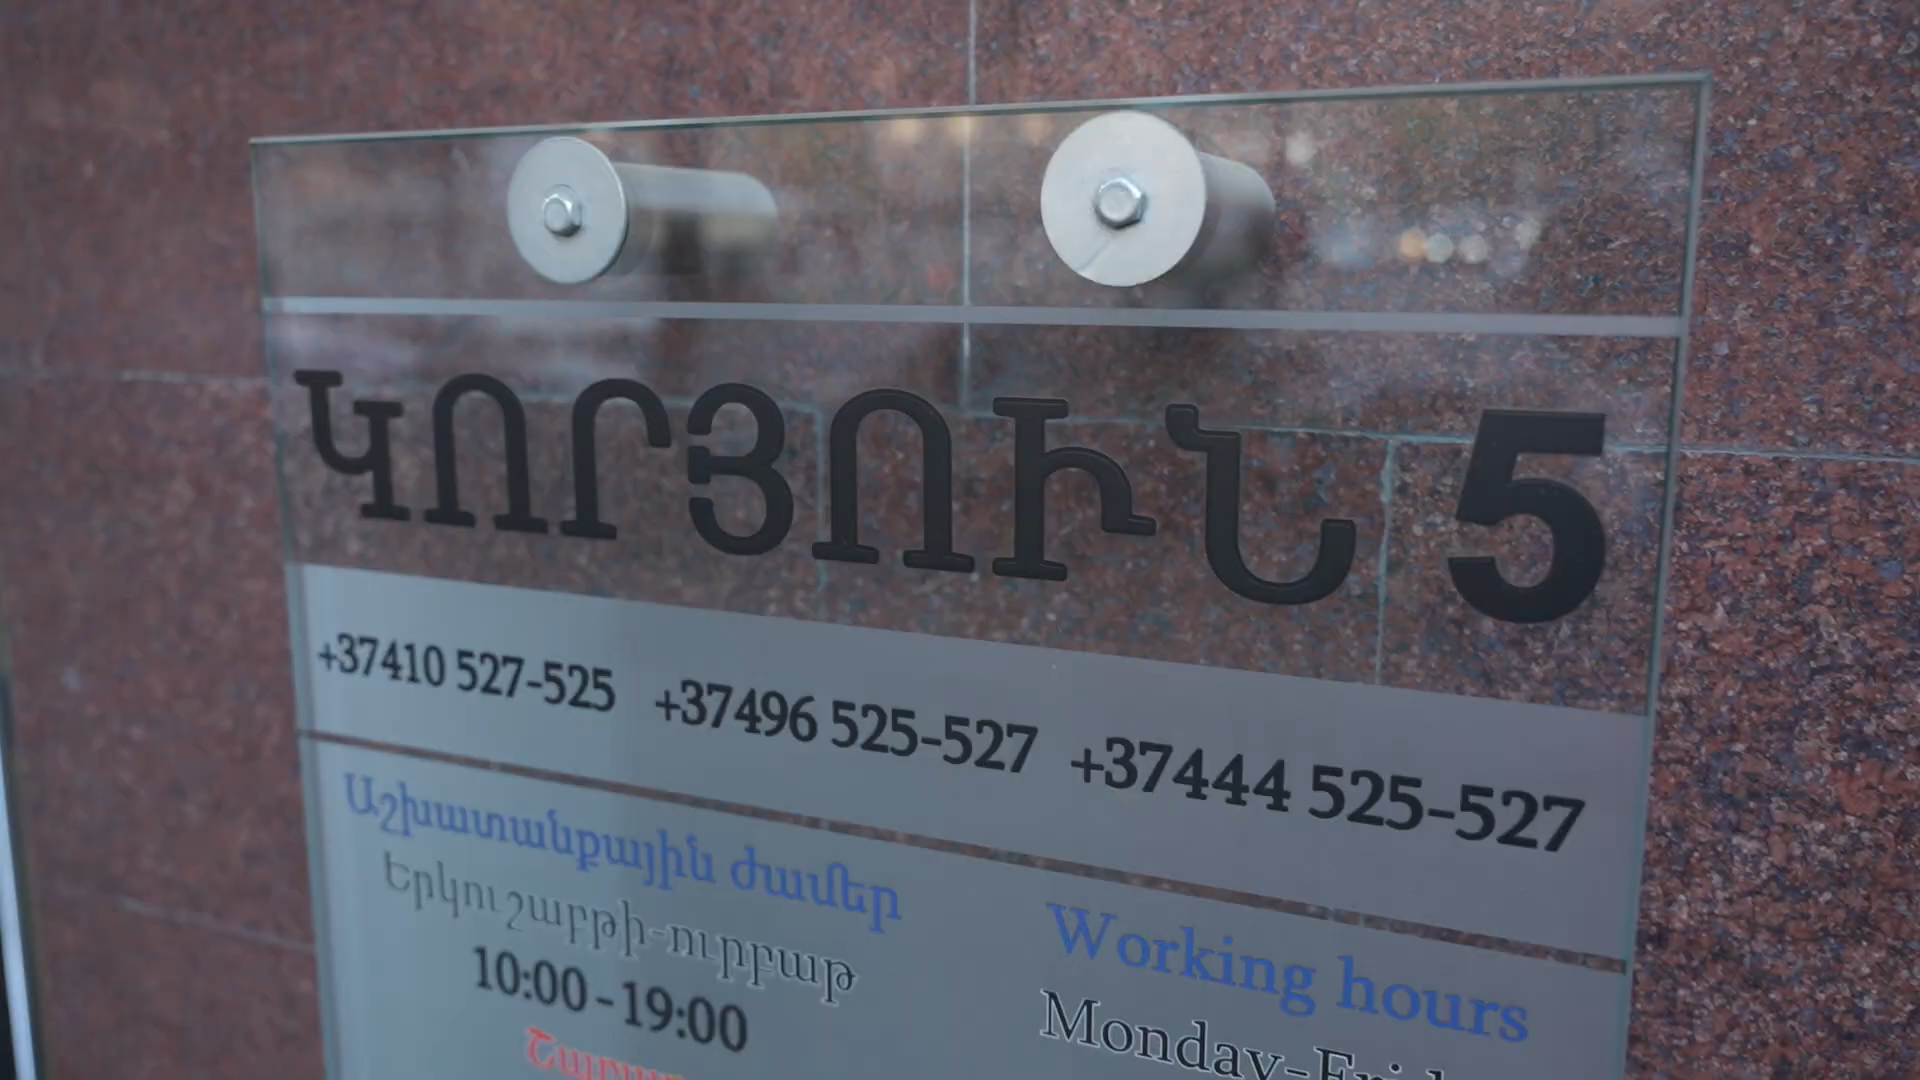 ԿՈՐՅՈՒՆ 5
+37410 527-525 +37496 525-527 +37444 525-527
Աշխատանքային ժամեր
Երկուշաբթի-ուրբաթ
10:00 - 19:00
Working hours